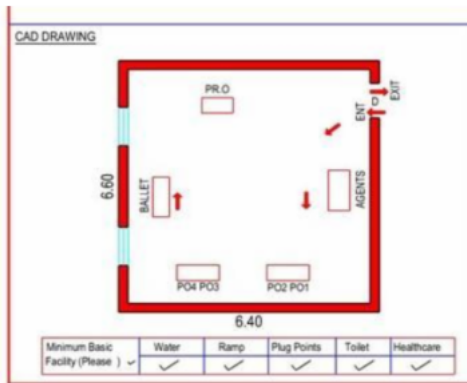 CAD DRAWING
PR.O
EXIT
D
ENT
6.60
BALLET
AGENTS
PO4 PO3
PO2 PO1
6.40
Minimum Basic Facility (Please ) ✓
Water
Ramp
Plug Points
Toilet
Healthcare
✓ ✓ ✓ ✓ ✓